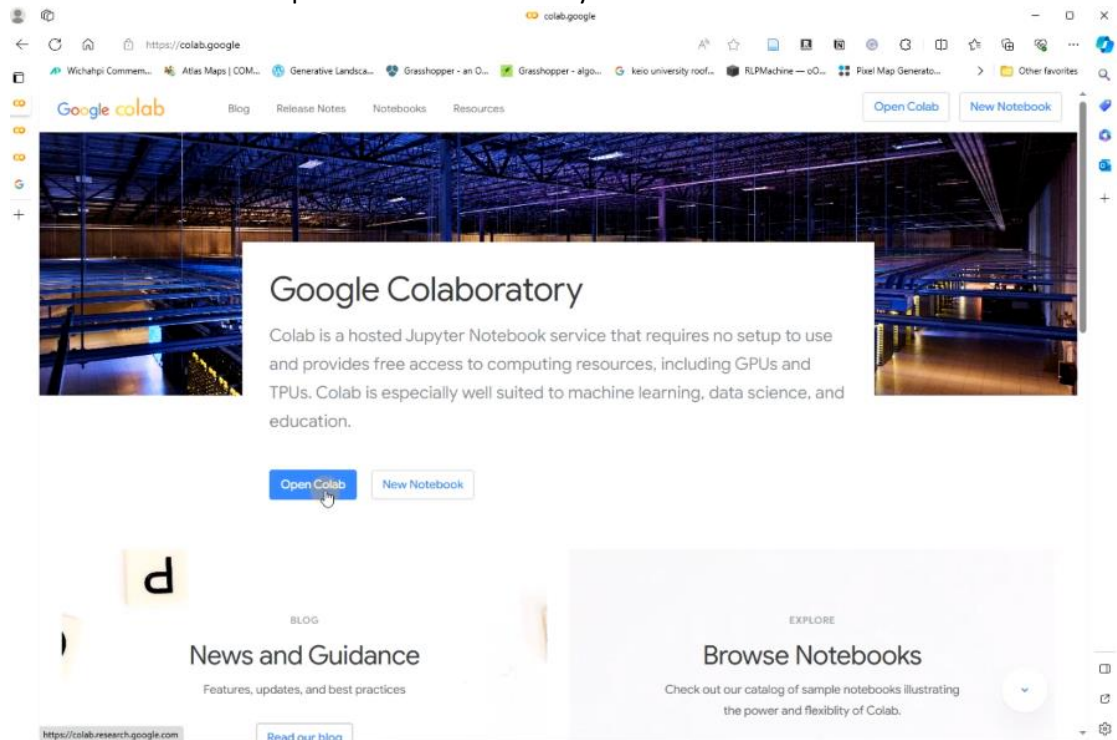 colab.google
https://colab.google
Wichahpi Commem...
Atlas Maps | COM...
Generative Landsca...
Grasshopper - an O...
Grasshopper - algo...
keio university roof...
RLPMachine — oO...
Pixel Map Generato...
Other favorites
Google colab
Blog
Release Notes
Notebooks
Resources
Open Colab
New Notebook
Google Colaboratory
Colab is a hosted Jupyter Notebook service that requires no setup to use
and provides free access to computing resources, including GPUs and
TPUs. Colab is especially well suited to machine learning, data science, and
education.
Open Colab
New Notebook
d
BLOG
News and Guidance
Features, updates, and best practices
Read our blog
EXPLORE
Browse Notebooks
Check out our catalog of sample notebooks illustrating
the power and flexiblity of Colab.
https://colab.research.google.com